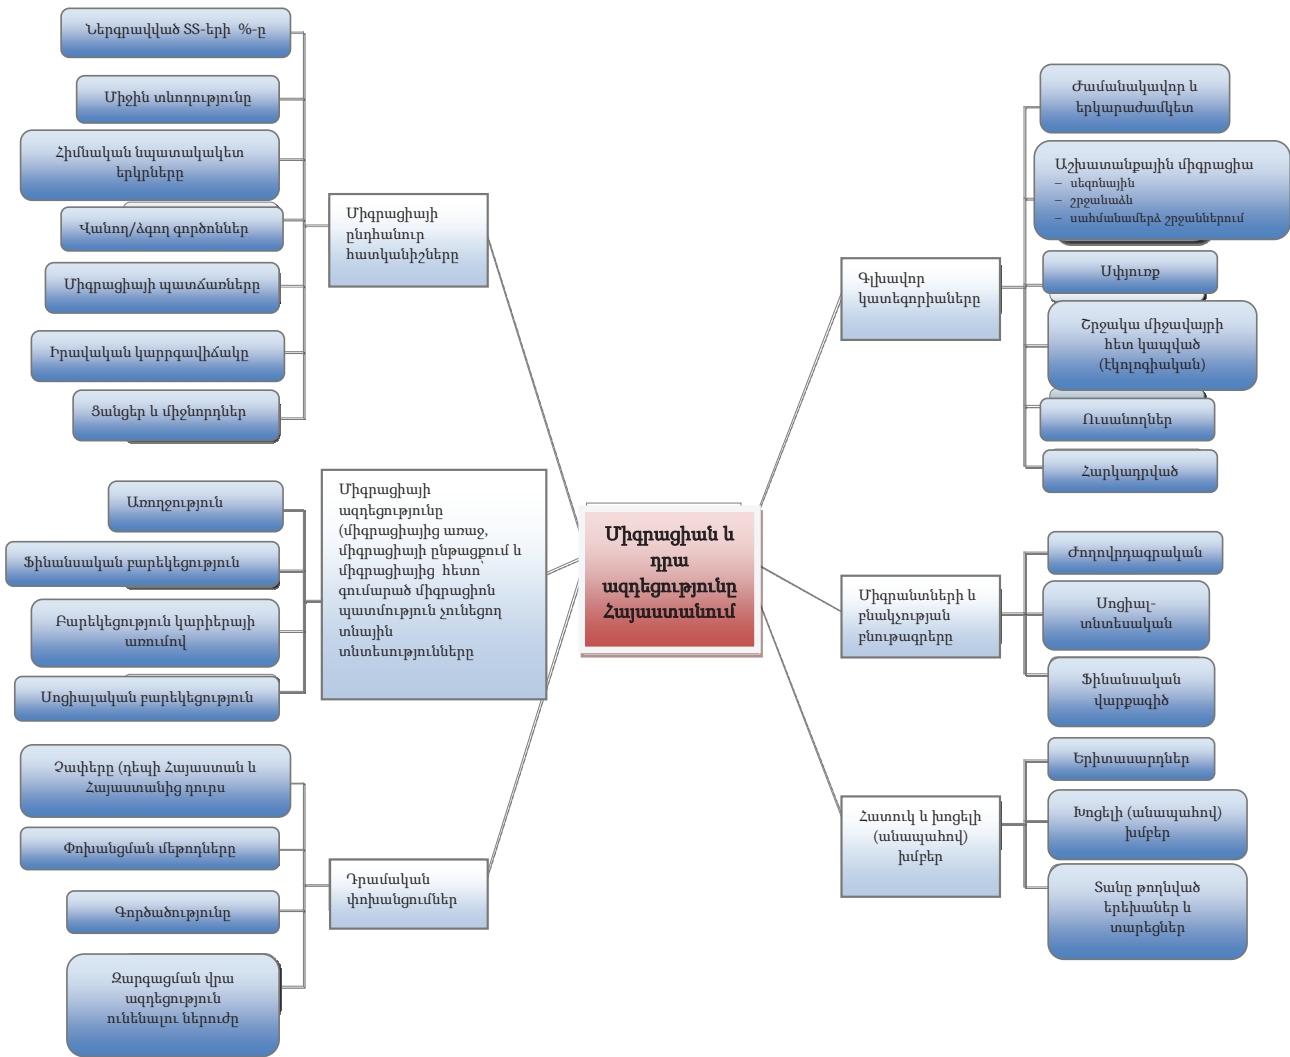 Ներգրավված ՏՏ-երի %-ը
Միջին տևողությունը
Հիմնական նպատակակետ
երկրները
Վանող/ձգող գործոններ
Միգրացիայի պատճառները
Իրավական կարրգավիճակը
Ցանցեր և միջնորդներ
Միգրացիայի
ընդհանուր
հատկանիշները
Առողջություն
Ֆինանսական բարեկեցություն
Բարեկեցություն կարիերայի
առումով
Սոցիալական բարեկեցություն
Միգրացիայի
ազդեցությունը
(միգրացիայից առաջ,
միգրացիայի ընթացքում և
միգրացիայից հետո՝
գումարած միգրացիոն
պատմություն չունեցող
տնային
տնտեսությունները
Չափերը (դեպի Հայաստան և
Հայաստանից դուրս
Փոխանցման մեթոդները
Գործածությունը
Զարգացման վրա
ազդեցություն
ունենալու ներուժը
Դրամական
փոխանցումներ
Միգրացիան և
դրա
ազդեցությունը
Հայաստանում
Գլխավոր
կատեգորիաները
Ժամանակավոր և
երկարաժամկետ
Աշխատանքային միգրացիա
– սեզոնային
– շրջանաձև
– սահմանամերձ շրջաններում
Սփյուռք
Շրջակա միջավայրի
հետ կապված
(էկոլոգիական)
Ուսանողներ
Հարկադրված
Միգրանտների և
բնակչության
բնութագրերը
Ժողովրդագրական
Սոցիալ-
տնտեսական
Ֆինանսական
վարքագիծ
Հատուկ և խոցելի
(անապահով)
խմբեր
Երիտասարդներ
Խոցելի (անապահով)
խմբեր
Տանը թողնված
երեխաներ և
տարեցներ